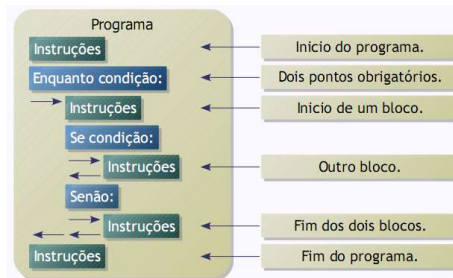 Programa
Instruções
Inicio do programa.
Enquanto condição:
Dois pontos obrigatórios.
Instruções
Inicio de um bloco.
Se condição:
Instruções
Outro bloco.
Senão:
Instruções
Fim dos dois blocos.
Instruções
Fim do programa.